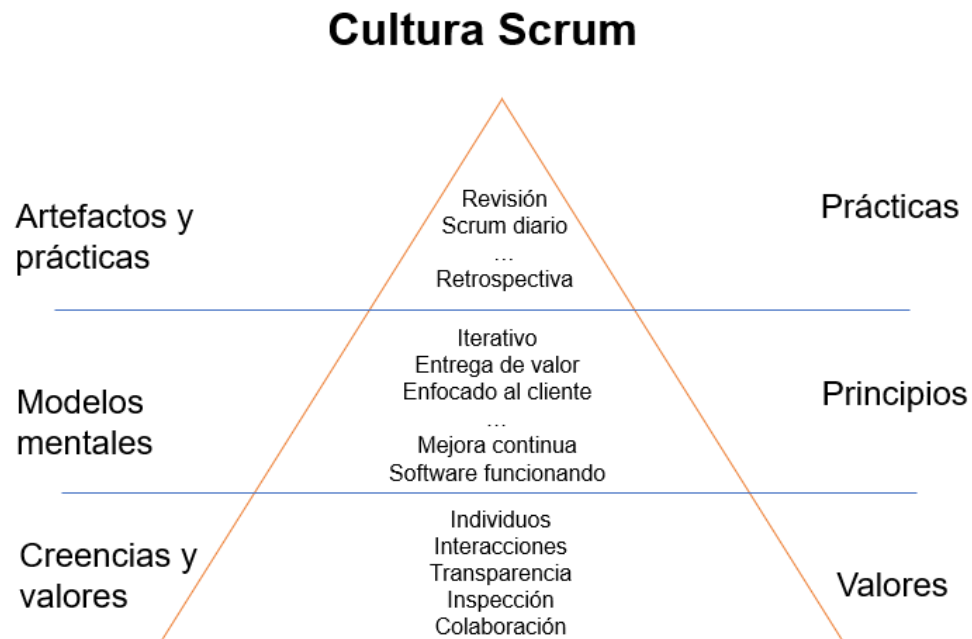 Cultura Scrum
Artefactos y
prácticas
Revisión
Scrum diario
...
Retrospectiva
Prácticas
Modelos
mentales
Iterativo
Entrega de valor
Enfocado al cliente
...
Mejora continua
Software funcionando
Principios
Creencias y
valores
Individuos
Interacciones
Transparencia
Inspección
Colaboración
Valores